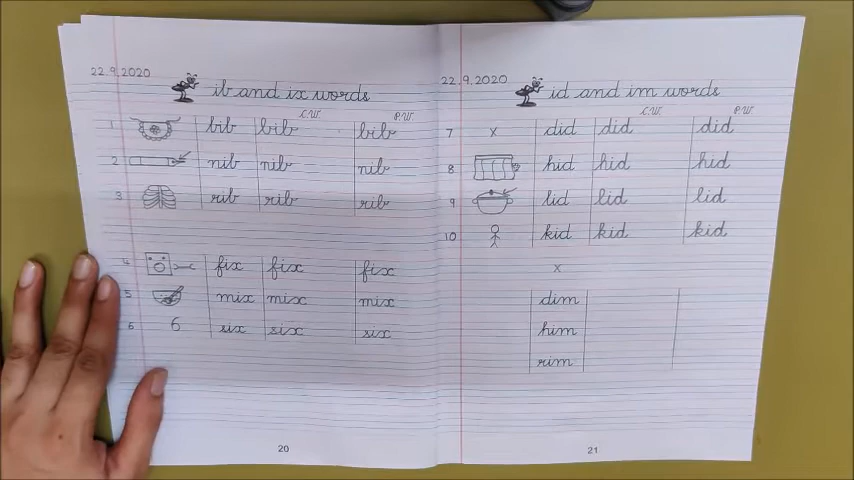 22.9.2020
ib and ix words
C.W. P.W.
1 bib bib bib
2 nib nib nib
3 rib rib rib
4 fix fix fix
5 mix mix mix
6 6 six six six
20
22.9.2020
id and im words
C.W. P.W.
7 x did did did
8 hid hid hid
9 lid lid lid
10 kid kid kid
x
dim
him
rim
21